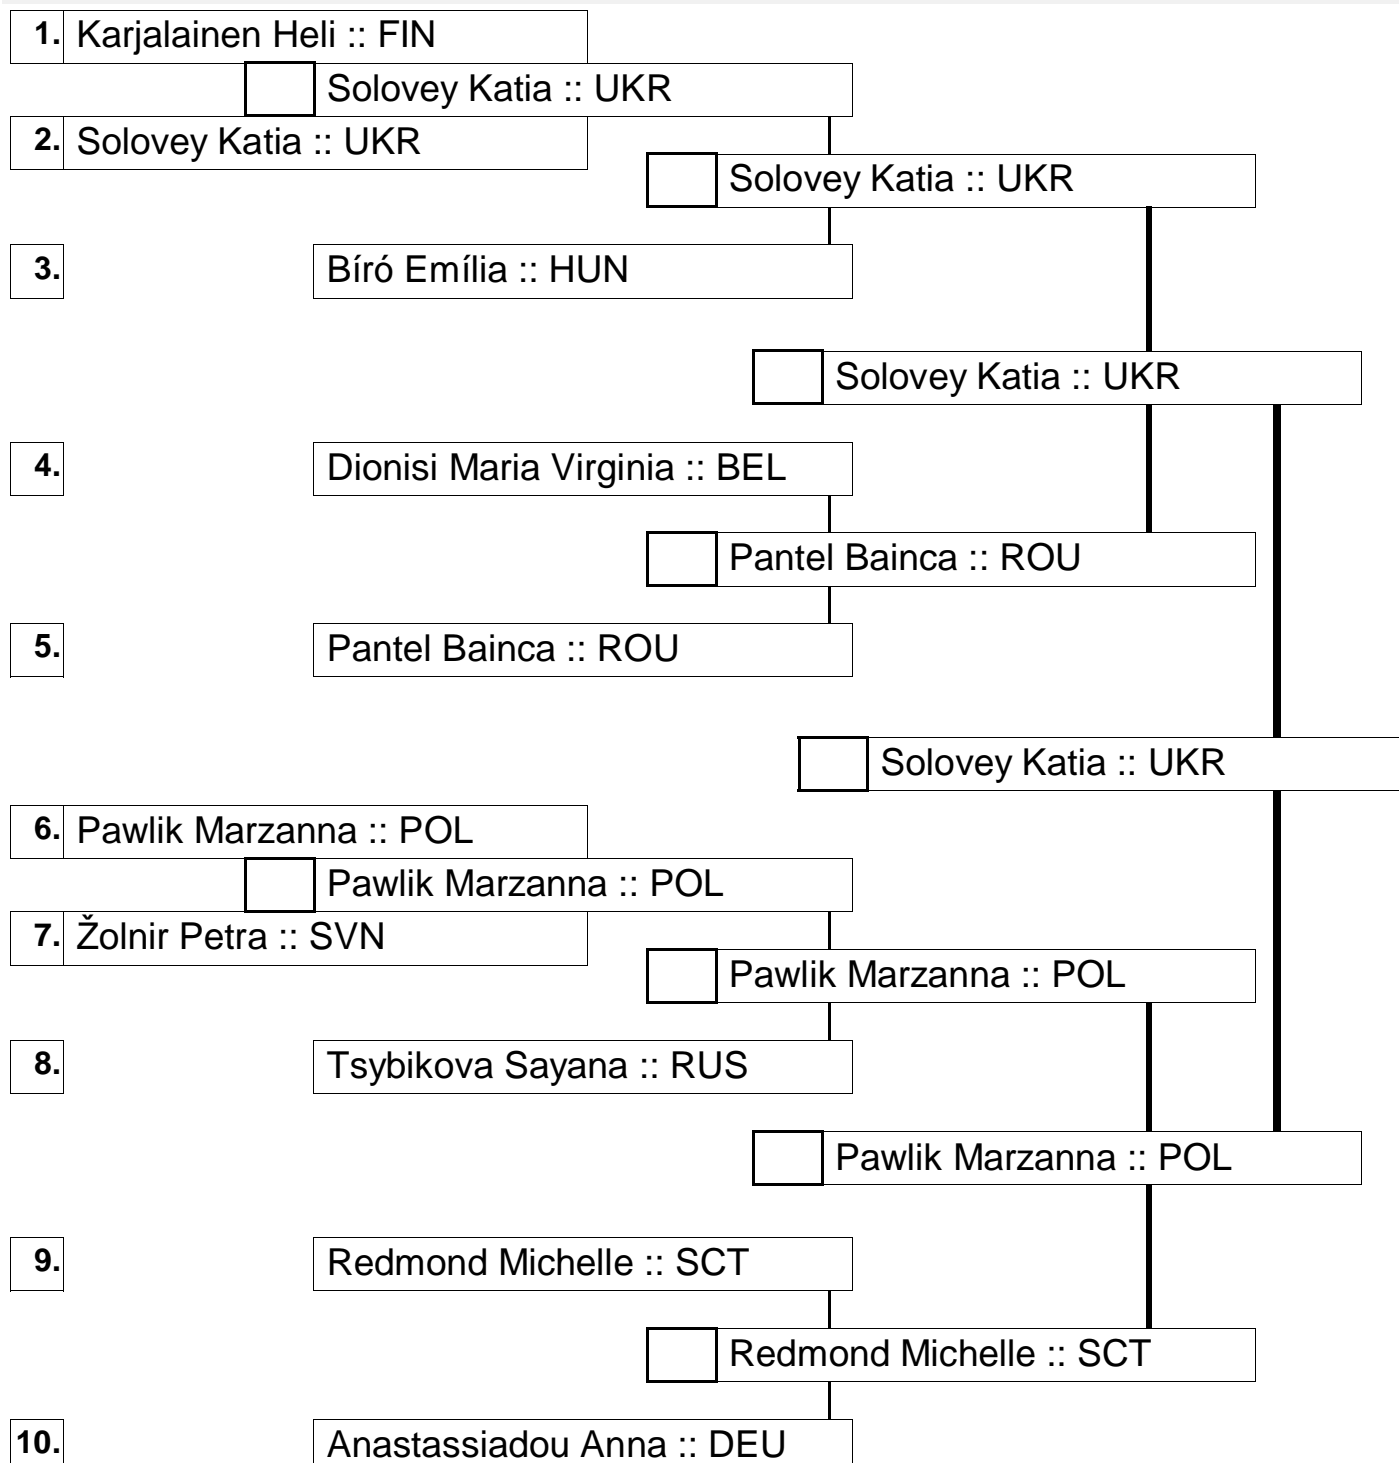 1. Karjalainen Heli :: FIN
Solovey Katia :: UKR
2. Solovey Katia :: UKR
Solovey Katia :: UKR
3. Bíró Emília :: HUN
Solovey Katia :: UKR
4. Dionisi Maria Virginia :: BEL
Pantel Bainca :: ROU
5. Pantel Bainca :: ROU
Solovey Katia :: UKR
6. Pawlik Marzanna :: POL
Pawlik Marzanna :: POL
7. Žolnir Petra :: SVN
Pawlik Marzanna :: POL
8. Tsybikova Sayana :: RUS
Pawlik Marzanna :: POL
9. Redmond Michelle :: SCT
Redmond Michelle :: SCT
10. Anastassiadou Anna :: DEU